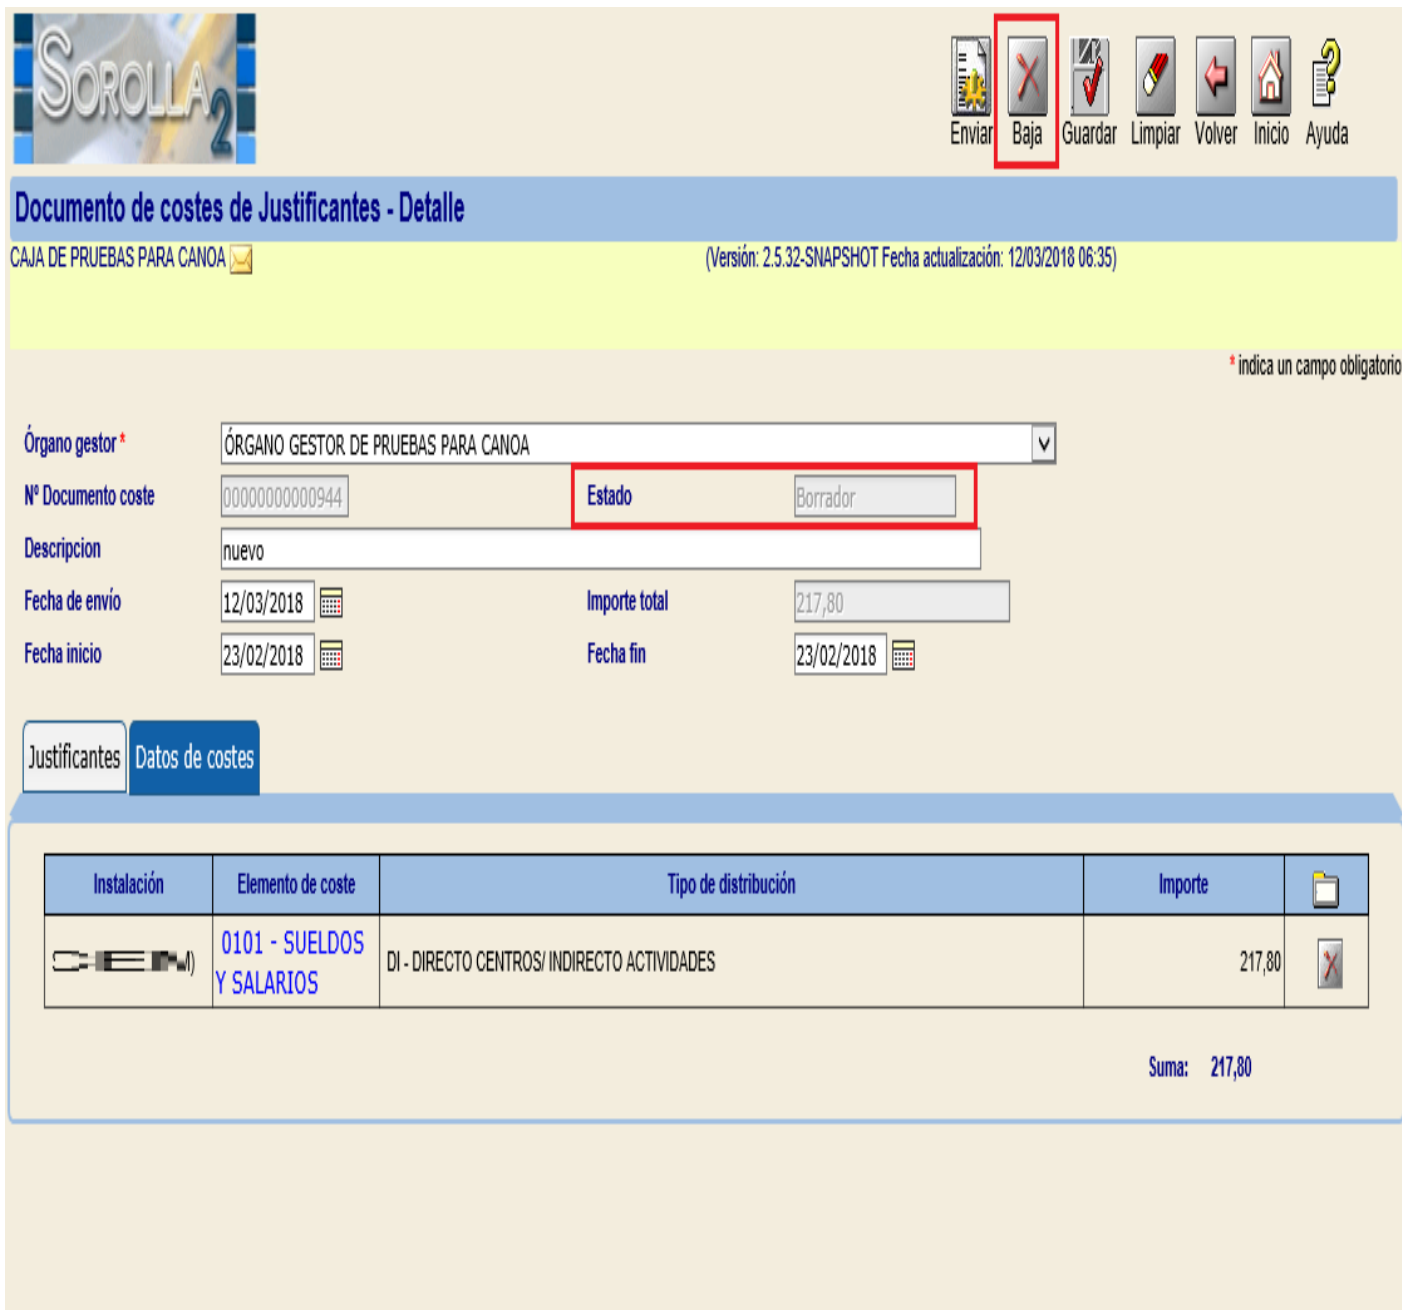 SOROLLA2
Enviar Baja Guardar Limpiar Volver Inicio Ayuda
Documento de costes de Justificantes - Detalle
CAJA DE PRUEBAS PARA CANOA (Versión: 2.5.32-SNAPSHOT Fecha actualización: 12/03/2018 06:35)
* indica un campo obligatorio
Órgano gestor * ÓRGANO GESTOR DE PRUEBAS PARA CANOA
Nº Documento coste 00000000000944 Estado Borrador
Descripcion nuevo
Fecha de envío 12/03/2018 Importe total 217,80
Fecha inicio 23/02/2018 Fecha fin 23/02/2018
Justificantes Datos de costes
Instalación Elemento de coste Tipo de distribución Importe
0101 - SUELDOS
Y SALARIOS
DI - DIRECTO CENTROS/ INDIRECTO ACTIVIDADES 217,80
Suma: 217,80